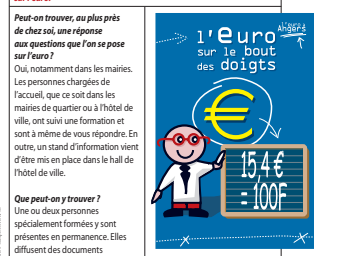 Peut-on trouver, au plus près
de chez soi, une réponse
aux questions que l'on se pose
sur l'euro ?
Oui, notamment dans les mairies.
Les personnes chargées de
l'accueil, que ce soit dans les
mairies de quartier ou à l'hôtel de
ville, ont suivi une formation et
sont à même de vous répondre. En
outre, un stand d'information vient
d'être mis en place dans le hall de
l'hôtel de ville.
Que peut-on y trouver ?
Une ou deux personnes
spécialement formées y sont
présentes en permanence. Elles
diffusent des documents
l'euro
sur le bout
des doigts
l'euro à
Angers
€
15,4 €
= 100F